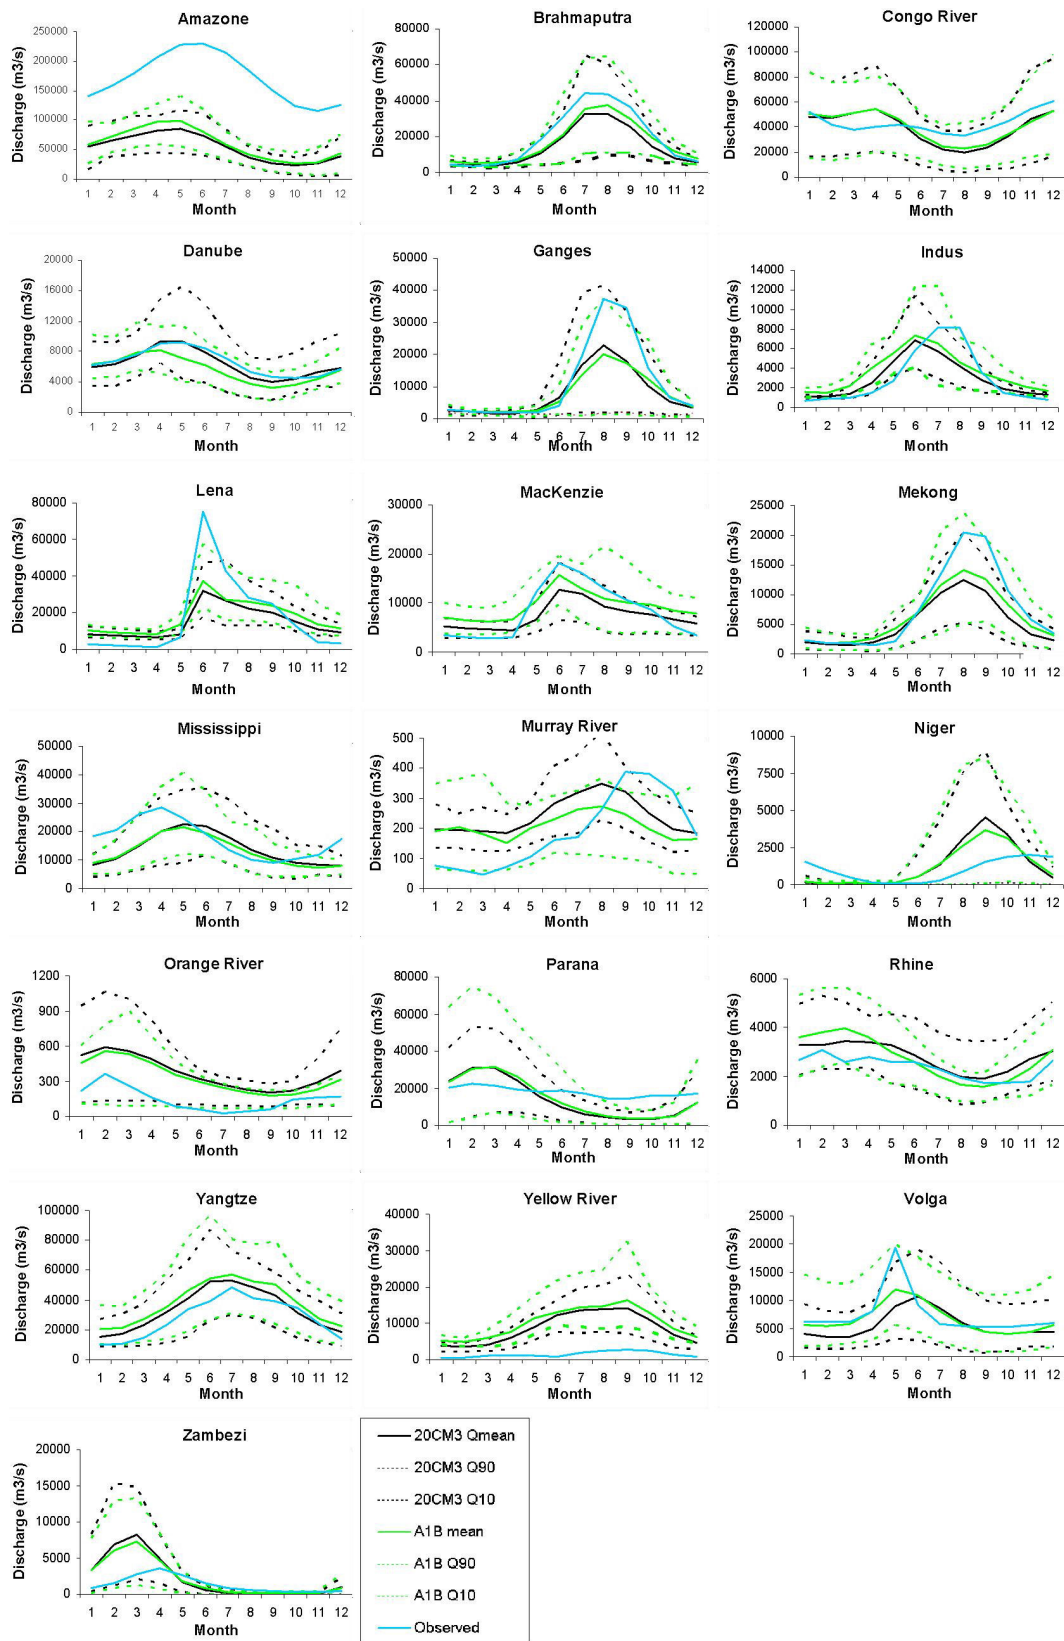 Amazone
Discharge (m3/s)
250000
200000
150000
100000
50000
0
1 2 3 4 5 6 7 8 9 10 11 12
Month
Brahmaputra
Discharge (m3/s)
80000
60000
40000
20000
0
1 2 3 4 5 6 7 8 9 10 11 12
Month
Congo River
Discharge (m3/s)
120000
100000
80000
60000
40000
20000
0
1 2 3 4 5 6 7 8 9 10 11 12
Month
Danube
Discharge (m3/s)
20000
16000
12000
8000
4000
0
1 2 3 4 5 6 7 8 9 10 11 12
Month
Ganges
Discharge (m3/s)
50000
40000
30000
20000
10000
0
1 2 3 4 5 6 7 8 9 10 11 12
Month
Indus
Discharge (m3/s)
14000
12000
10000
8000
6000
4000
2000
0
1 2 3 4 5 6 7 8 9 10 11 12
Month
Lena
Discharge (m3/s)
80000
60000
40000
20000
0
1 2 3 4 5 6 7 8 9 10 11 12
Month
MacKenzie
Discharge (m3/s)
30000
20000
10000
0
1 2 3 4 5 6 7 8 9 10 11 12
Month
Mekong
Discharge (m3/s)
25000
20000
15000
10000
5000
0
1 2 3 4 5 6 7 8 9 10 11 12
Month
Mississippi
Discharge (m3/s)
50000
40000
30000
20000
10000
0
1 2 3 4 5 6 7 8 9 10 11 12
Month
Murray River
Discharge (m3/s)
500
400
300
200
100
0
1 2 3 4 5 6 7 8 9 10 11 12
Month
Niger
Discharge (m3/s)
10000
7500
5000
2500
0
1 2 3 4 5 6 7 8 9 10 11 12
Month
Orange River
Discharge (m3/s)
1200
900
600
300
0
1 2 3 4 5 6 7 8 9 10 11 12
Month
Parana
Discharge (m3/s)
80000
60000
40000
20000
0
1 2 3 4 5 6 7 8 9 10 11 12
Month
Rhine
Discharge (m3/s)
6000
4000
2000
0
1 2 3 4 5 6 7 8 9 10 11 12
Month
Yangtze
Discharge (m3/s)
100000
80000
60000
40000
20000
0
1 2 3 4 5 6 7 8 9 10 11 12
Month
Yellow River
Discharge (m3/s)
40000
30000
20000
10000
0
1 2 3 4 5 6 7 8 9 10 11 12
Month
Volga
Discharge (m3/s)
25000
20000
15000
10000
5000
0
1 2 3 4 5 6 7 8 9 10 11 12
Month
Zambezi
Discharge (m3/s)
20000
15000
10000
5000
0
1 2 3 4 5 6 7 8 9 10 11 12
Month
20CM3 Qmean
20CM3 Q90
20CM3 Q10
A1B mean
A1B Q90
A1B Q10
Observed